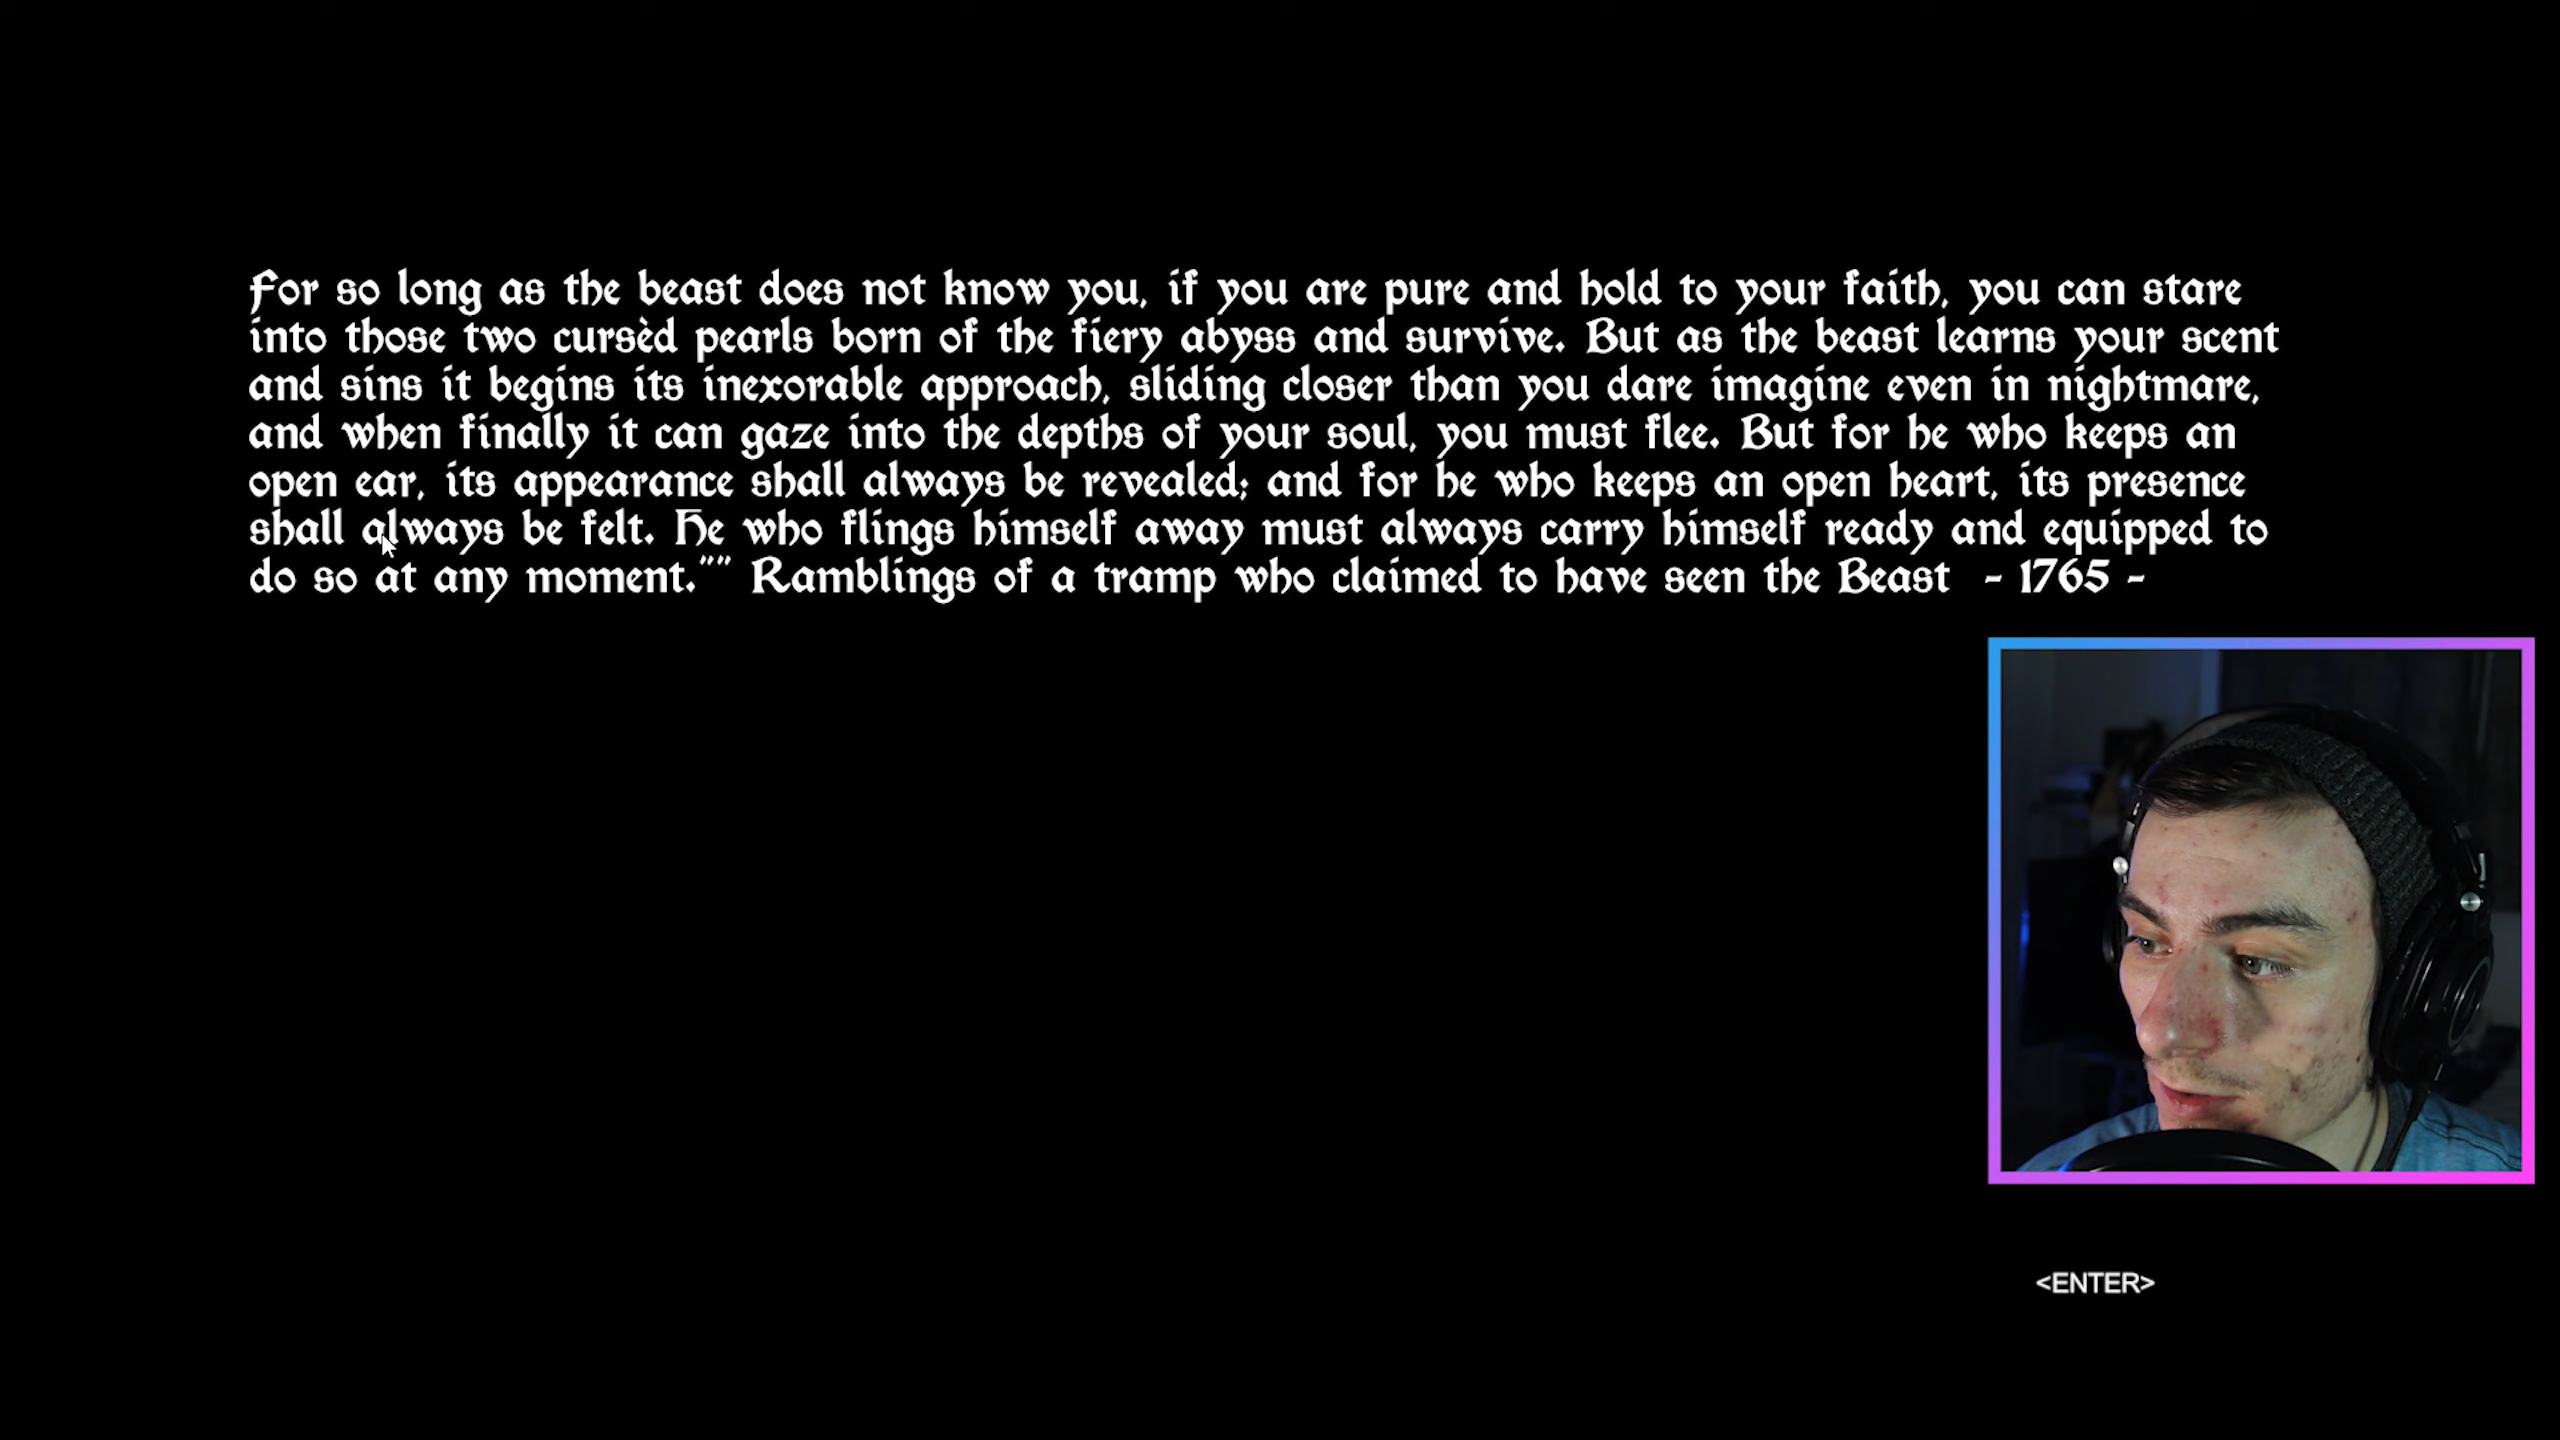 For so long as the beast does not know you, if you are pure and hold to your faith, you can stare
into those two cursèd pearls born of the fiery abyss and survive. But as the beast learns your scent
and sins it begins its inexorable approach, sliding closer than you dare imagine even in nightmare,
and when finally it can gaze into the depths of your soul, you must flee. But for he who keeps an
open ear, its appearance shall always be revealed; and for he who keeps an open heart, its presence
shall always be felt. He who flings himself away must always carry himself ready and equipped to
do so at any moment."" Ramblings of a tramp who claimed to have seen the Beast - 1765 -
<ENTER>